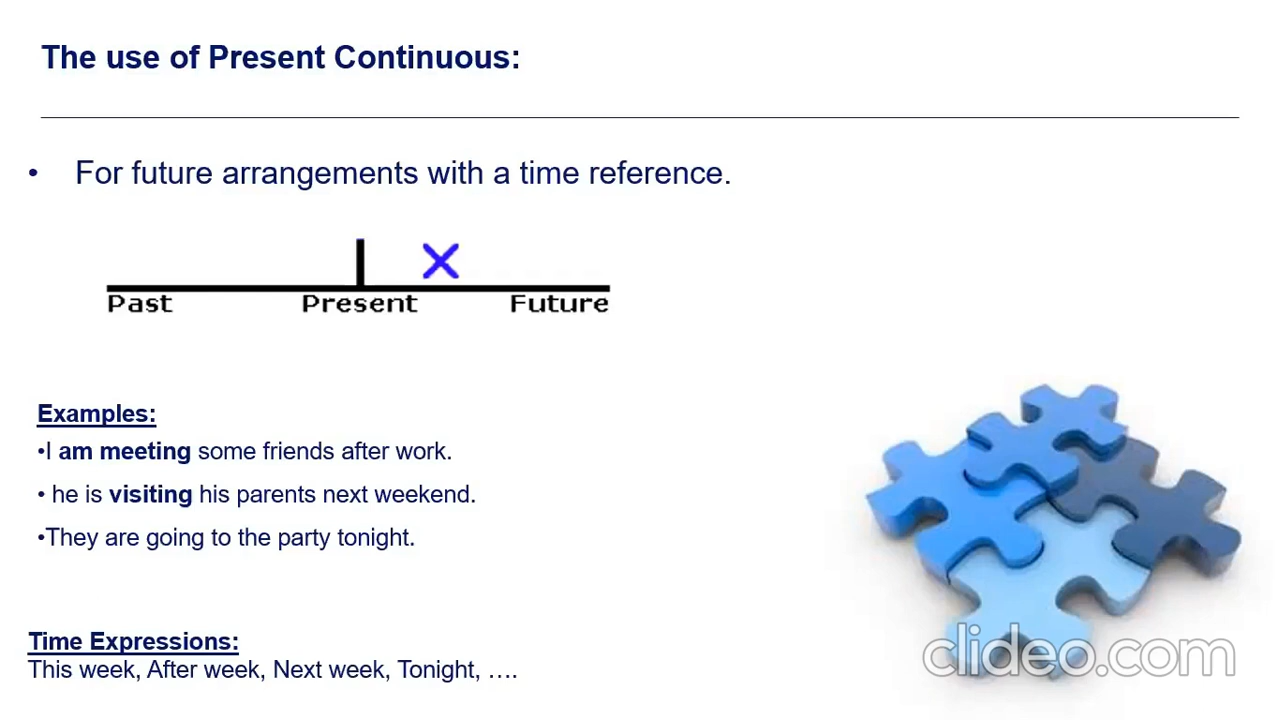 The use of Present Continuous:
• For future arrangements with a time reference.
Past Present Future
Examples:
•I am meeting some friends after work.
• he is visiting his parents next weekend.
•They are going to the party tonight.
Time Expressions:
This week, After week, Next week, Tonight, ….
clideo.com